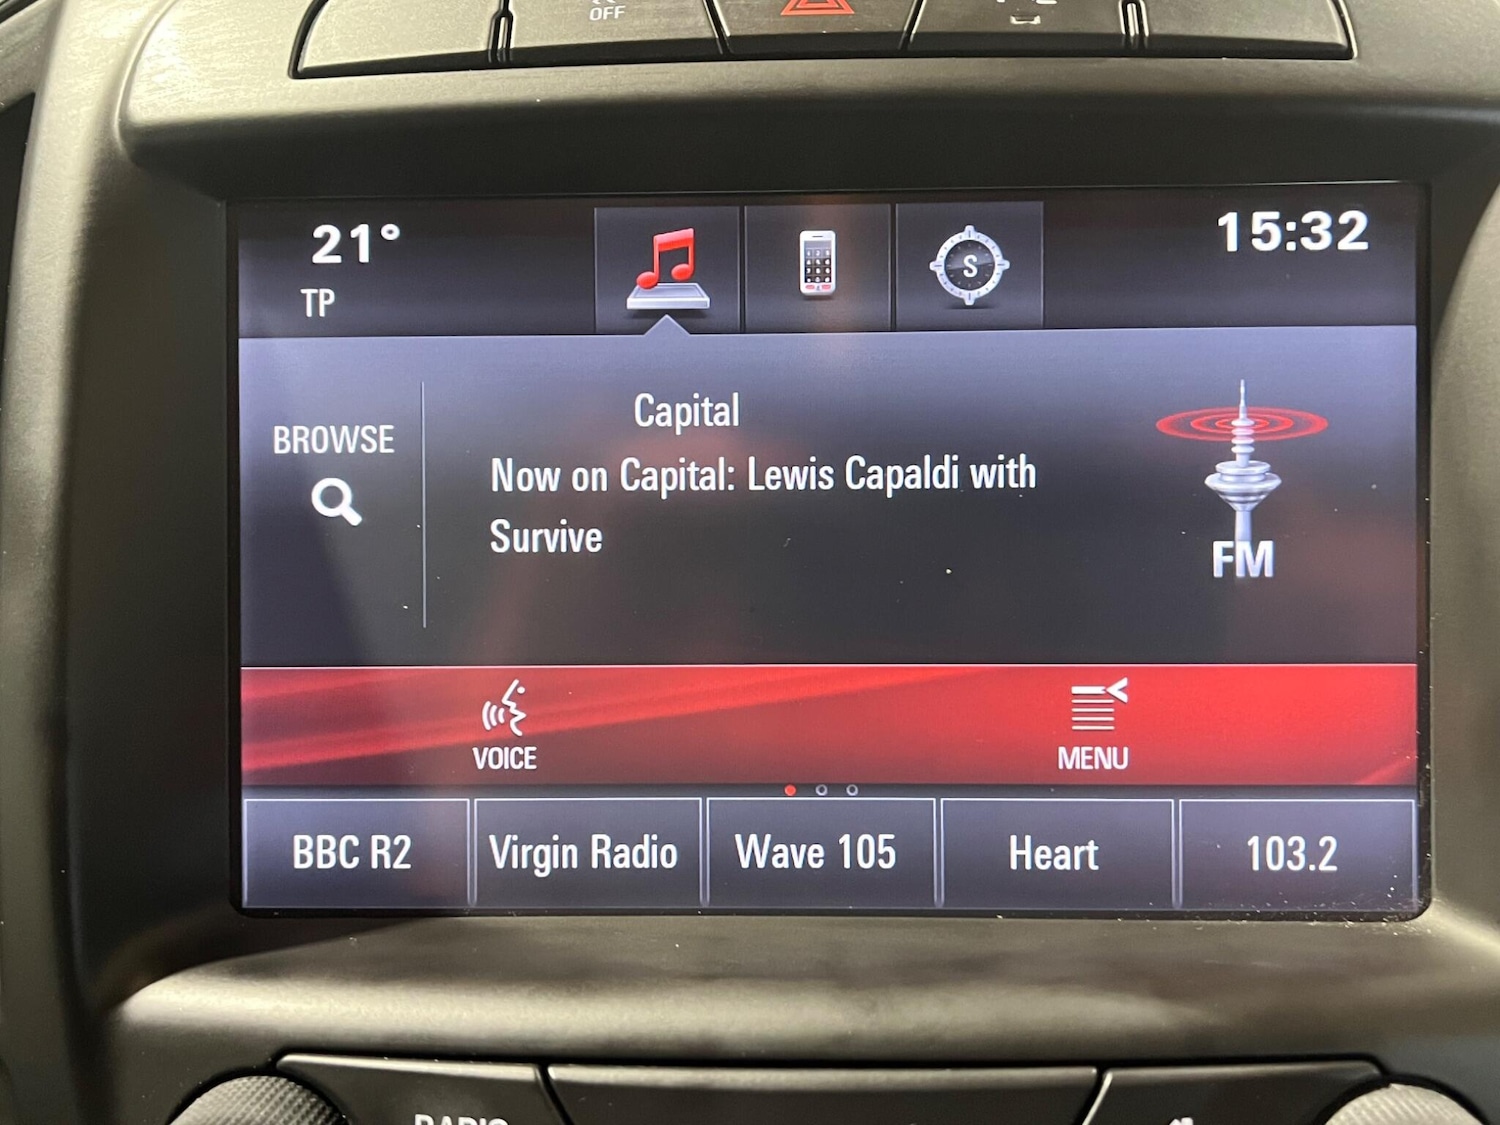 OFF
21°
15:32
TP
S
Capital
BROWSE
Now on Capital: Lewis Capaldi with
Survive
FM
VOICE
MENU
BBC R2
Virgin Radio
Wave 105
Heart
103.2
RADIO